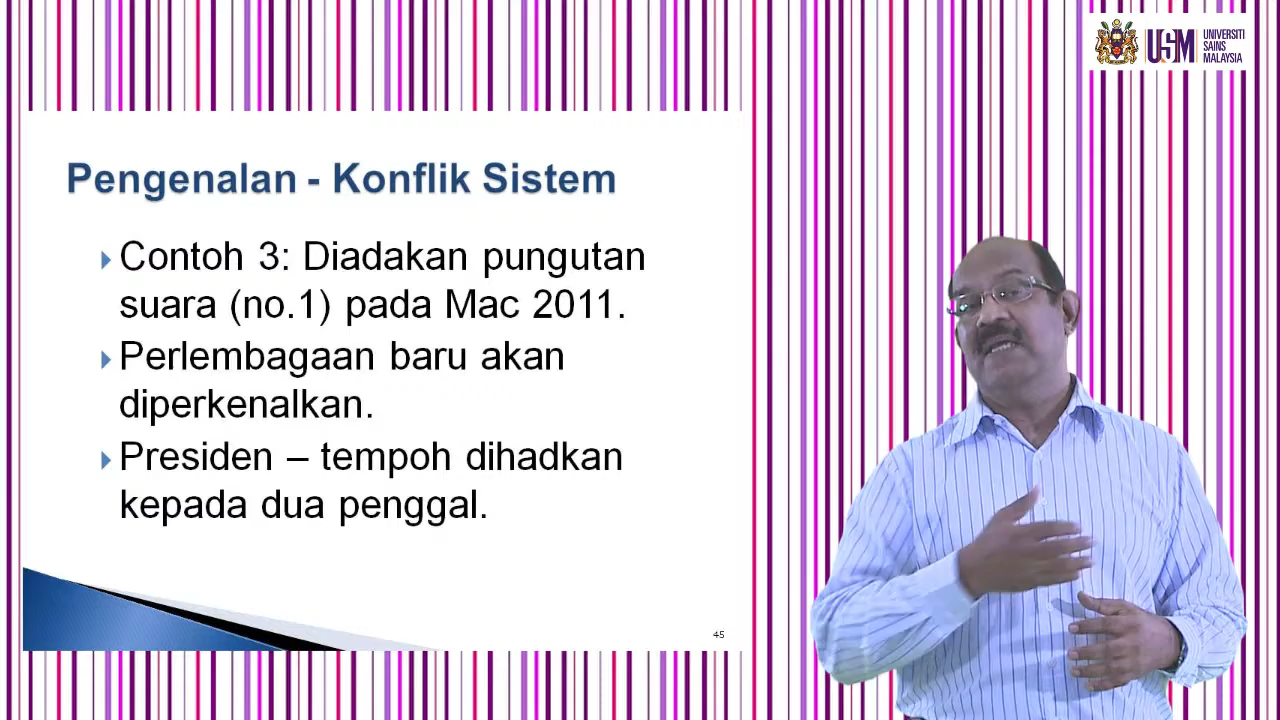 USM
UNIVERSITI
SAINS
MALAYSIA
Pengenalan - Konflik Sistem
Contoh 3: Diadakan pungutan
suara (no.1) pada Mac 2011.
Perlembagaan baru akan
diperkenalkan.
Presiden – tempoh dihadkan
kepada dua penggal.
45